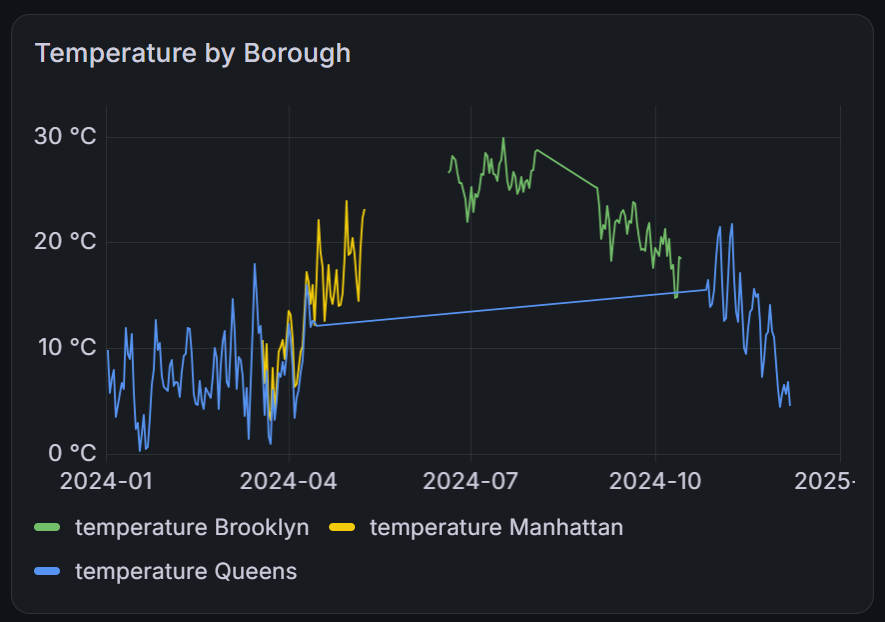 Temperature by Borough
30 °C
20 °C
10 °C
0 °C
2024-01 2024-04 2024-07 2024-10 2025-
temperature Brooklyn temperature Manhattan
temperature Queens